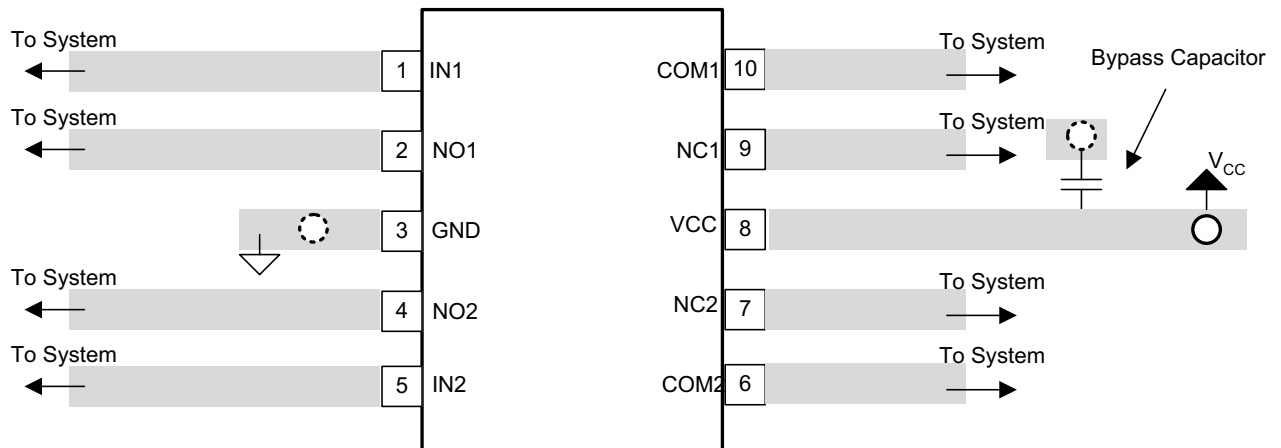 To System
1 IN1
COM1 10
To System
Bypass Capacitor
To System
2 NO1
NC1 9
To System
VCC
3 GND
VCC 8
To System
4 NO2
NC2 7
To System
To System
5 IN2
COM2 6
To System